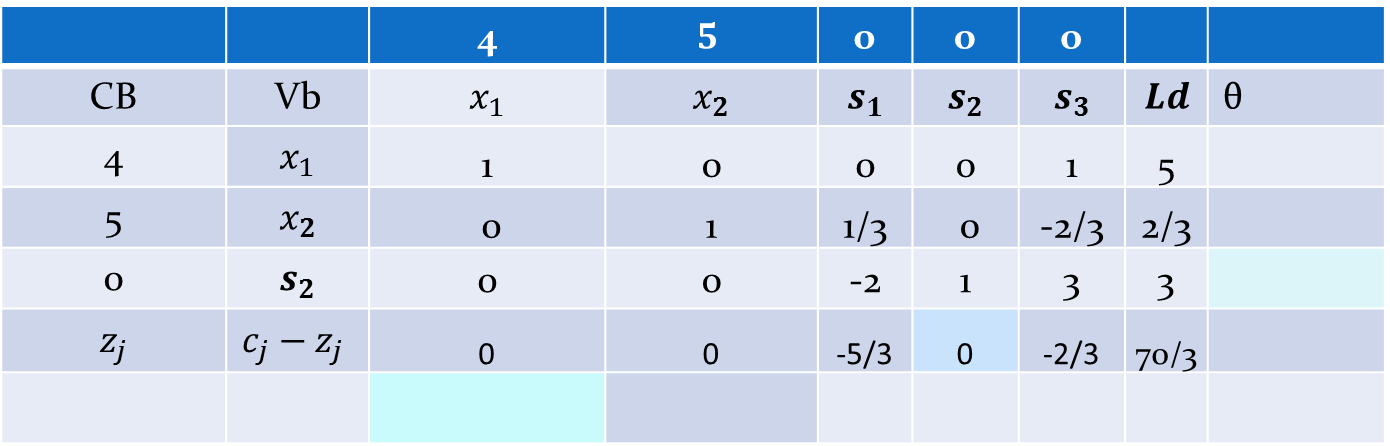 4 5 0 0 0
CB Vb x₁ x₂ s₁ s₂ s₃ Ld θ
4 x₁ 1 0 0 0 1 5
5 x₂ 0 1 1/3 0 -2/3 2/3
0 s₂ 0 0 -2 1 3 3
zⱼ cⱼ − zⱼ 0 0 -5/3 0 -2/3 70/3